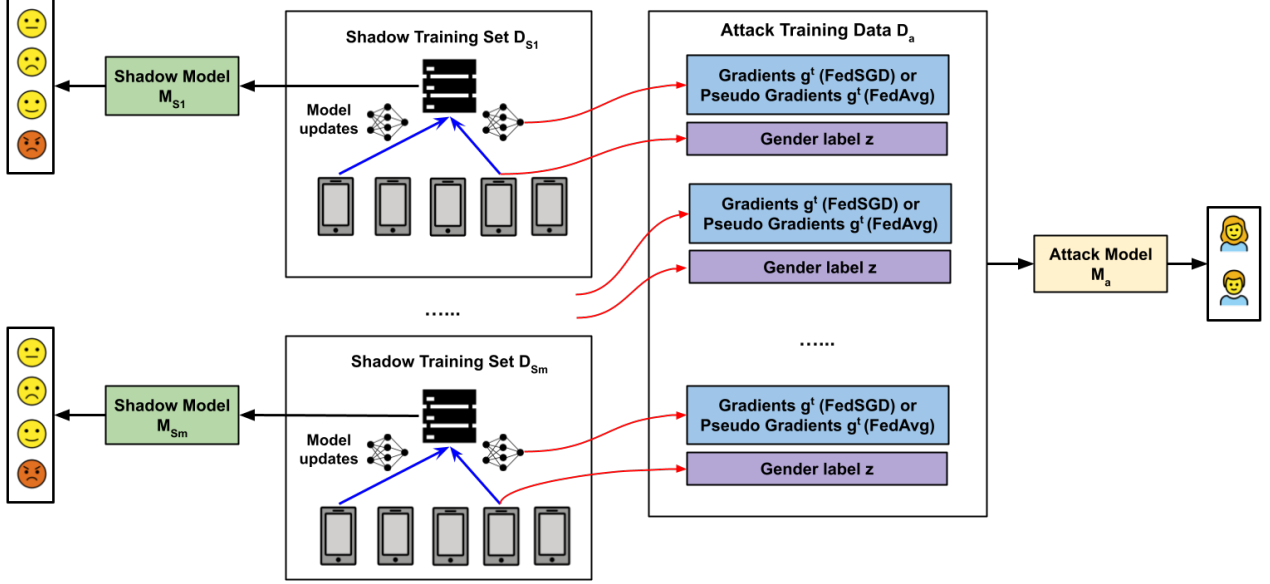 Shadow Training Set D_S1
Shadow Model
M_S1
Model
updates
Attack Training Data D_a
Gradients g^t (FedSGD) or
Pseudo Gradients g^t (FedAvg)
Gender label z
Gradients g^t (FedSGD) or
Pseudo Gradients g^t (FedAvg)
Gender label z
Attack Model
M_a
…...
…...
Shadow Training Set D_Sm
Shadow Model
M_Sm
Model
updates
Gradients g^t (FedSGD) or
Pseudo Gradients g^t (FedAvg)
Gender label z